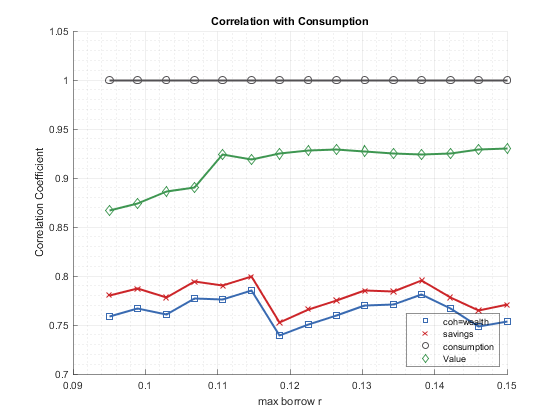 Correlation with Consumption
1.05
1
0.95
0.9
0.85
0.8
0.75
0.7
Correlation Coefficient
0.09
0.1
0.11
0.12
0.13
0.14
0.15
max borrow r
coh=wealth
savings
consumption
Value